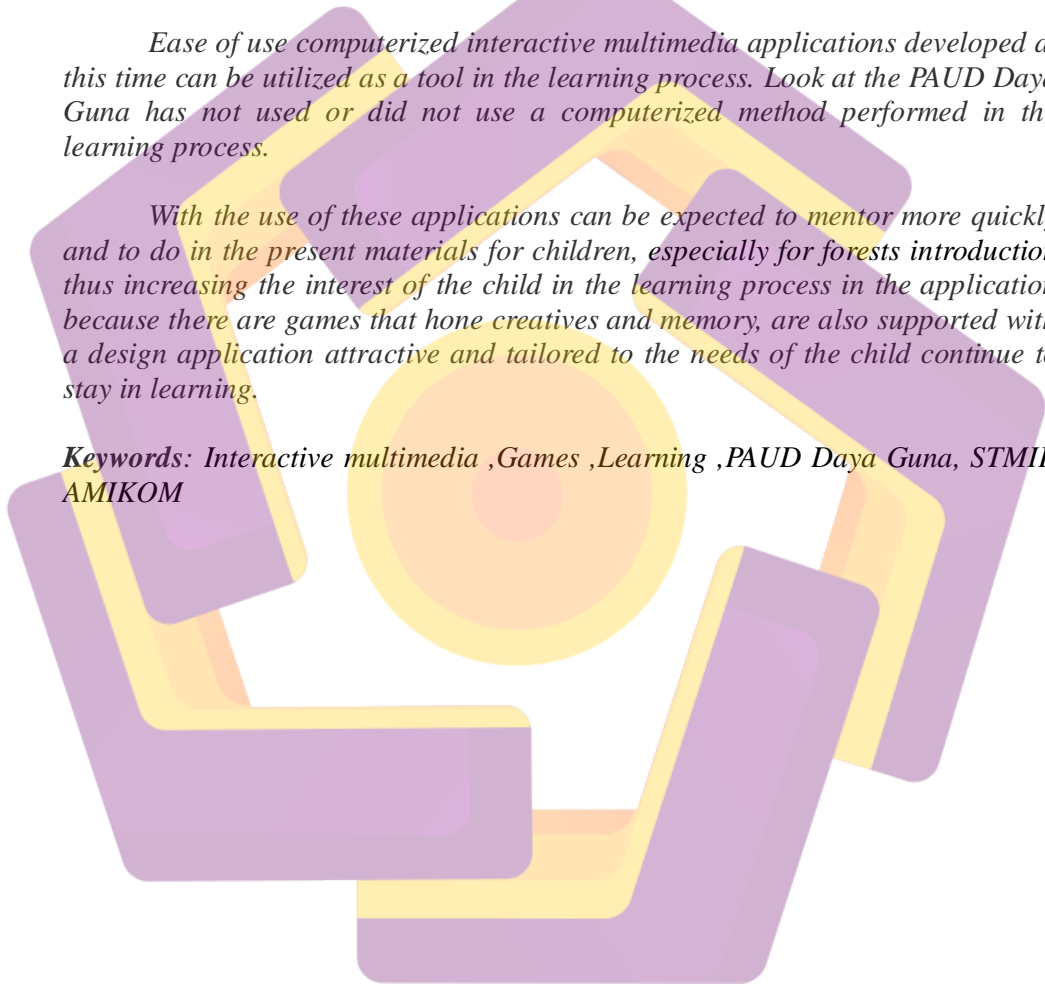 Ease of use computerized interactive multimedia applications developed a
this time can be utilized as a tool in the learning process. Look at the PAUD Daya
Guna has not used or did not use a computerized method performed in th
learning process.
With the use of these applications can be expected to mentor more quickly
and to do in the present materials for children, especially for forests introduction
thus increasing the interest of the child in the learning process in the application
because there are games that hone creatives and memory, are also supported with
a design application attractive and tailored to the needs of the child continue to
stay in learning.
Keywords: Interactive multimedia ,Games ,Learning ,PAUD Daya Guna, STMIK
AMIKOM